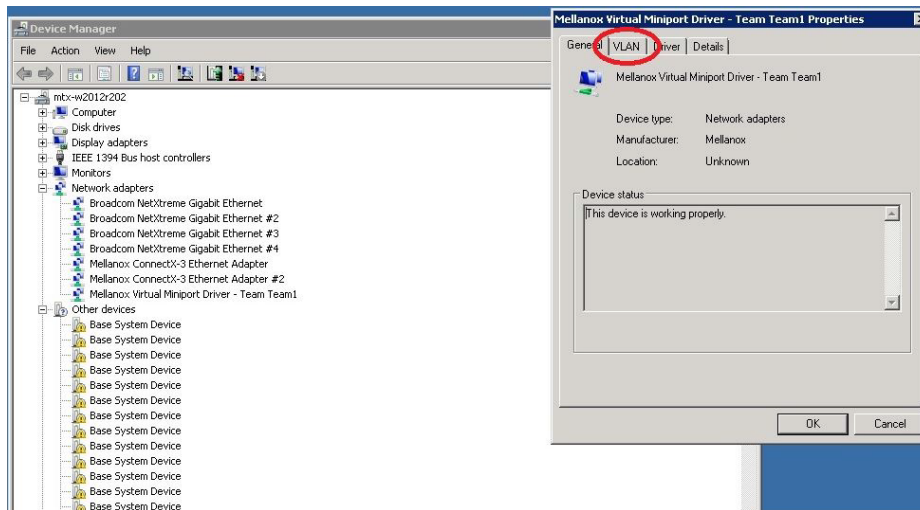 Device Manager
File Action View Help
mtx-w2012r202
Computer
Disk drives
Display adapters
IEEE 1394 Bus host controllers
Monitors
Network adapters
Broadcom NetXtreme Gigabit Ethernet
Broadcom NetXtreme Gigabit Ethernet #2
Broadcom NetXtreme Gigabit Ethernet #3
Broadcom NetXtreme Gigabit Ethernet #4
Mellanox ConnectX-3 Ethernet Adapter
Mellanox ConnectX-3 Ethernet Adapter #2
Mellanox Virtual Miniport Driver - Team Team1
Other devices
Base System Device
Base System Device
Base System Device
Base System Device
Base System Device
Base System Device
Base System Device
Base System Device
Base System Device
Base System Device
Base System Device
Base System Device
Base System Device
Mellanox Virtual Miniport Driver - Team Team1 Properties
General VLAN Driver Details
Mellanox Virtual Miniport Driver - Team Team1
Device type: Network adapters
Manufacturer: Mellanox
Location: Unknown
Device status
This device is working properly.
OK Cancel